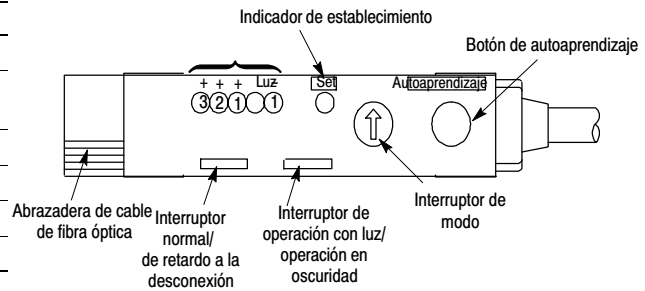 Indicador de establecimiento
Botón de autoaprendizaje
+ + + Luz -
Set
Autoaprendizaje
3 2 1 1
Abrazadera de cable
de fibra óptica
Interruptor
normal/
de retardo a la
desconexión
Interruptor de
operación con luz/
operación en
oscuridad
Interruptor de
modo